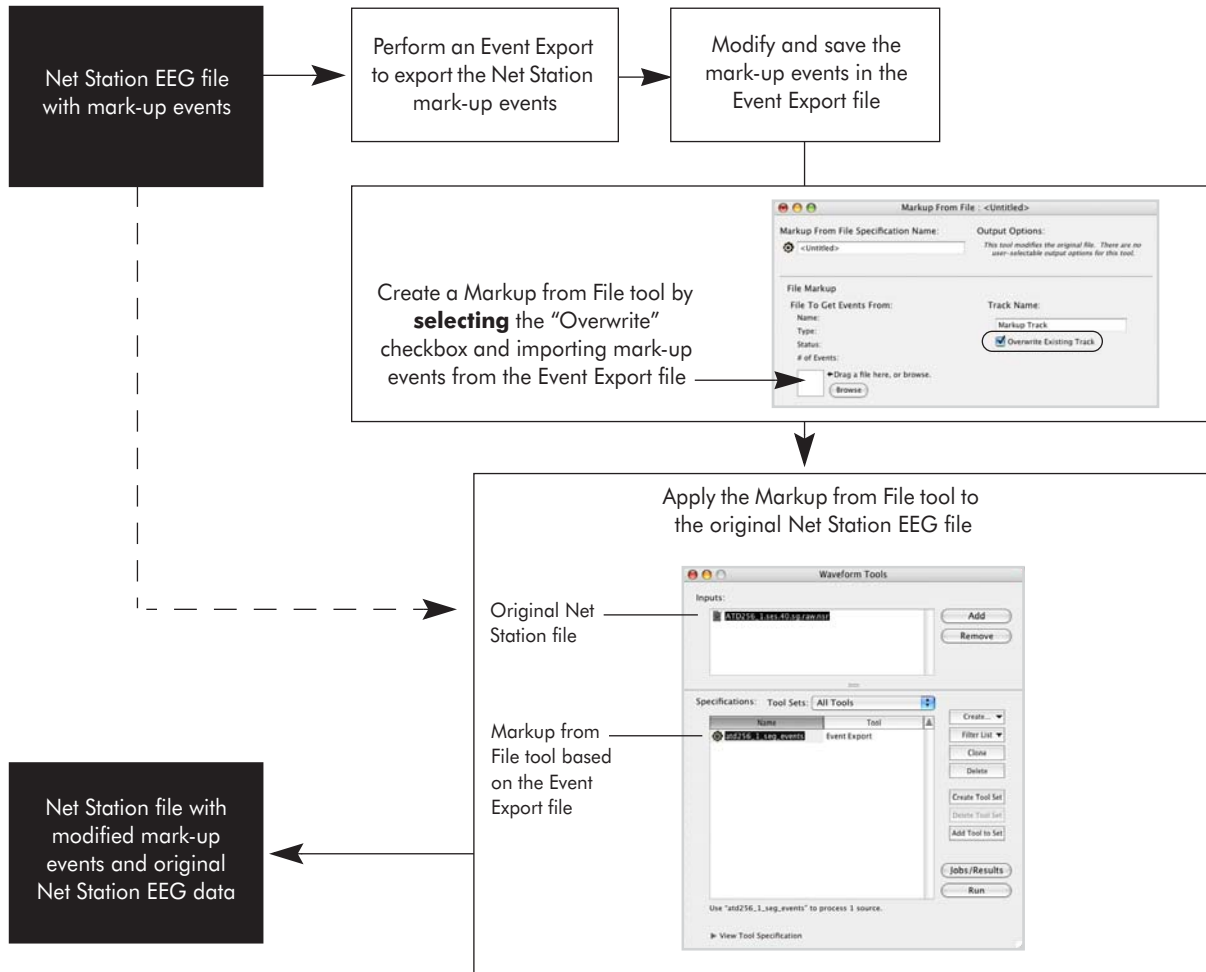 Net Station EEG file
with mark-up events
Perform an Event Export
to export the Net Station
mark-up events
Modify and save the
mark-up events in the
Event Export file
Create a Markup from File tool by
selecting the “Overwrite”
checkbox and importing mark-up
events from the Event Export file
Markup From File : <Untitled>
Markup From File Specification Name:
<Untitled>
Output Options:
This tool modifies the original file. There are no
user-selectable output options for this tool.
File Markup
File To Get Events From:
Name:
Type:
Status:
# of Events:
Drag a file here, or browse.
Browse
Track Name:
Markup Track
Overwrite Existing Track
Apply the Markup from File tool to
the original Net Station EEG file
Original Net
Station file
Markup from
File tool based
on the Event
Export file
Waveform Tools
Inputs:
ATD256_1.ses.40.sg.raw.nsr
Add
Remove
Specifications: Tool Sets: All Tools
Name Tool
atd256_1_seg_events Event Export
Create...
Filter List
Clone
Delete
Create Tool Set
Delete Tool Set
Add Tool to Set
Jobs/Results
Run
Use "atd256_1_seg_events" to process 1 source.
View Tool Specification
Net Station file with
modified mark-up
events and original
Net Station EEG data